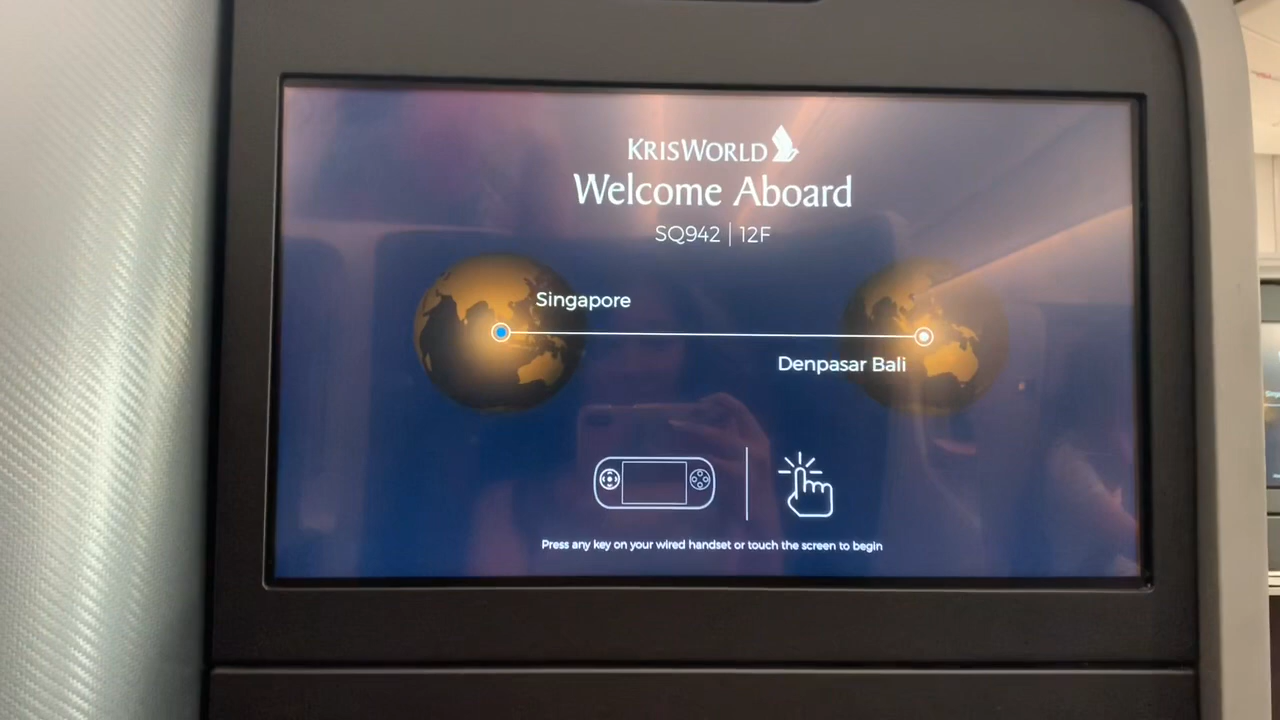 KRISWORLD
Welcome Aboard
SQ942 | 12F
Singapore
Denpasar Bali
Press any key on your wired handset or touch the screen to begin